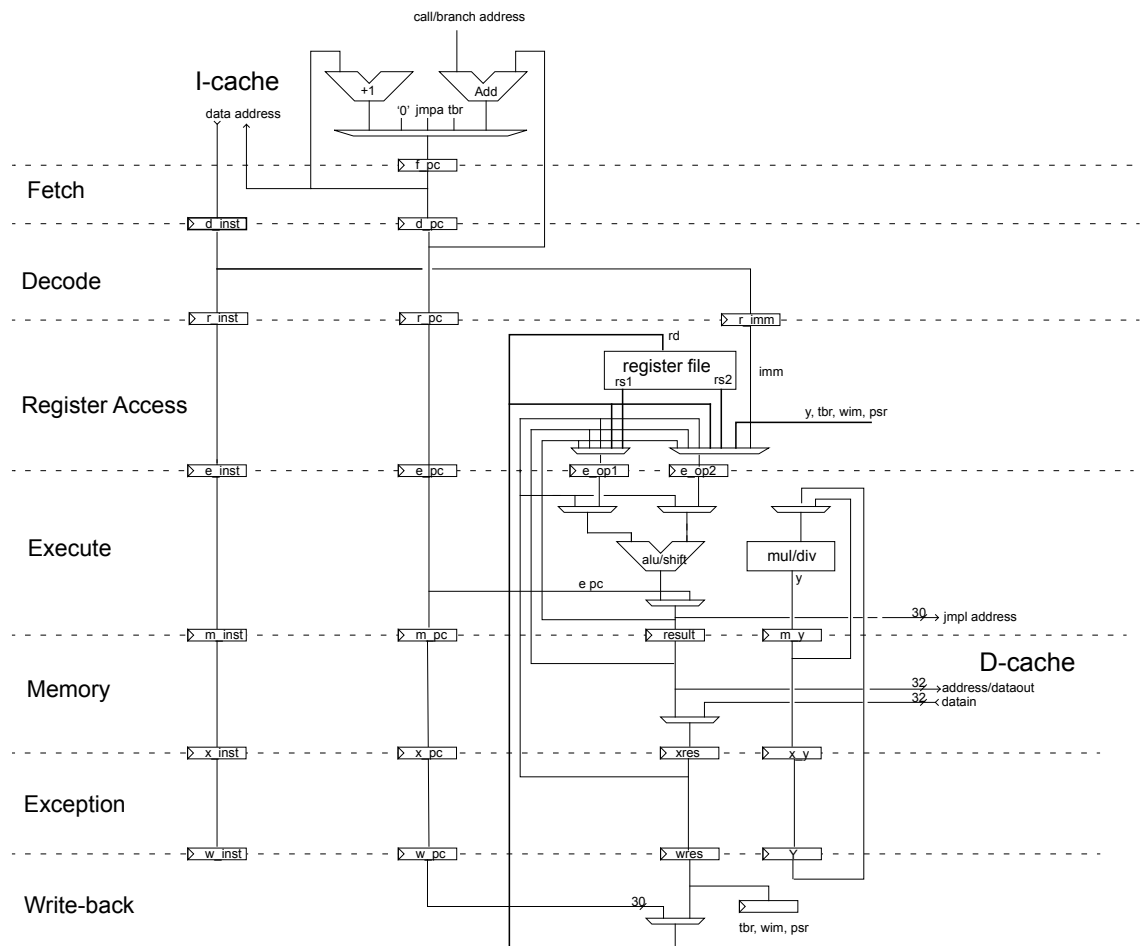 call/branch address
I-cache
+1
Add
data address
‘0’ jmpa tbr
f_pc
Fetch
d_inst
d_pc
Decode
r_inst
r_pc
r_imm
rd
register file
rs1
rs2
imm
Register Access
y, tbr, wim, psr
e_inst
e_pc
e_op1
e_op2
Execute
alu/shift
mul/div
y
e pc
30
jmpl address
m_inst
m_pc
result
m_y
D-cache
Memory
32
address/dataout
32
datain
x_inst
x_pc
xres
x_y
Exception
w_inst
w_pc
wres
Y
Write-back
30
tbr, wim, psr